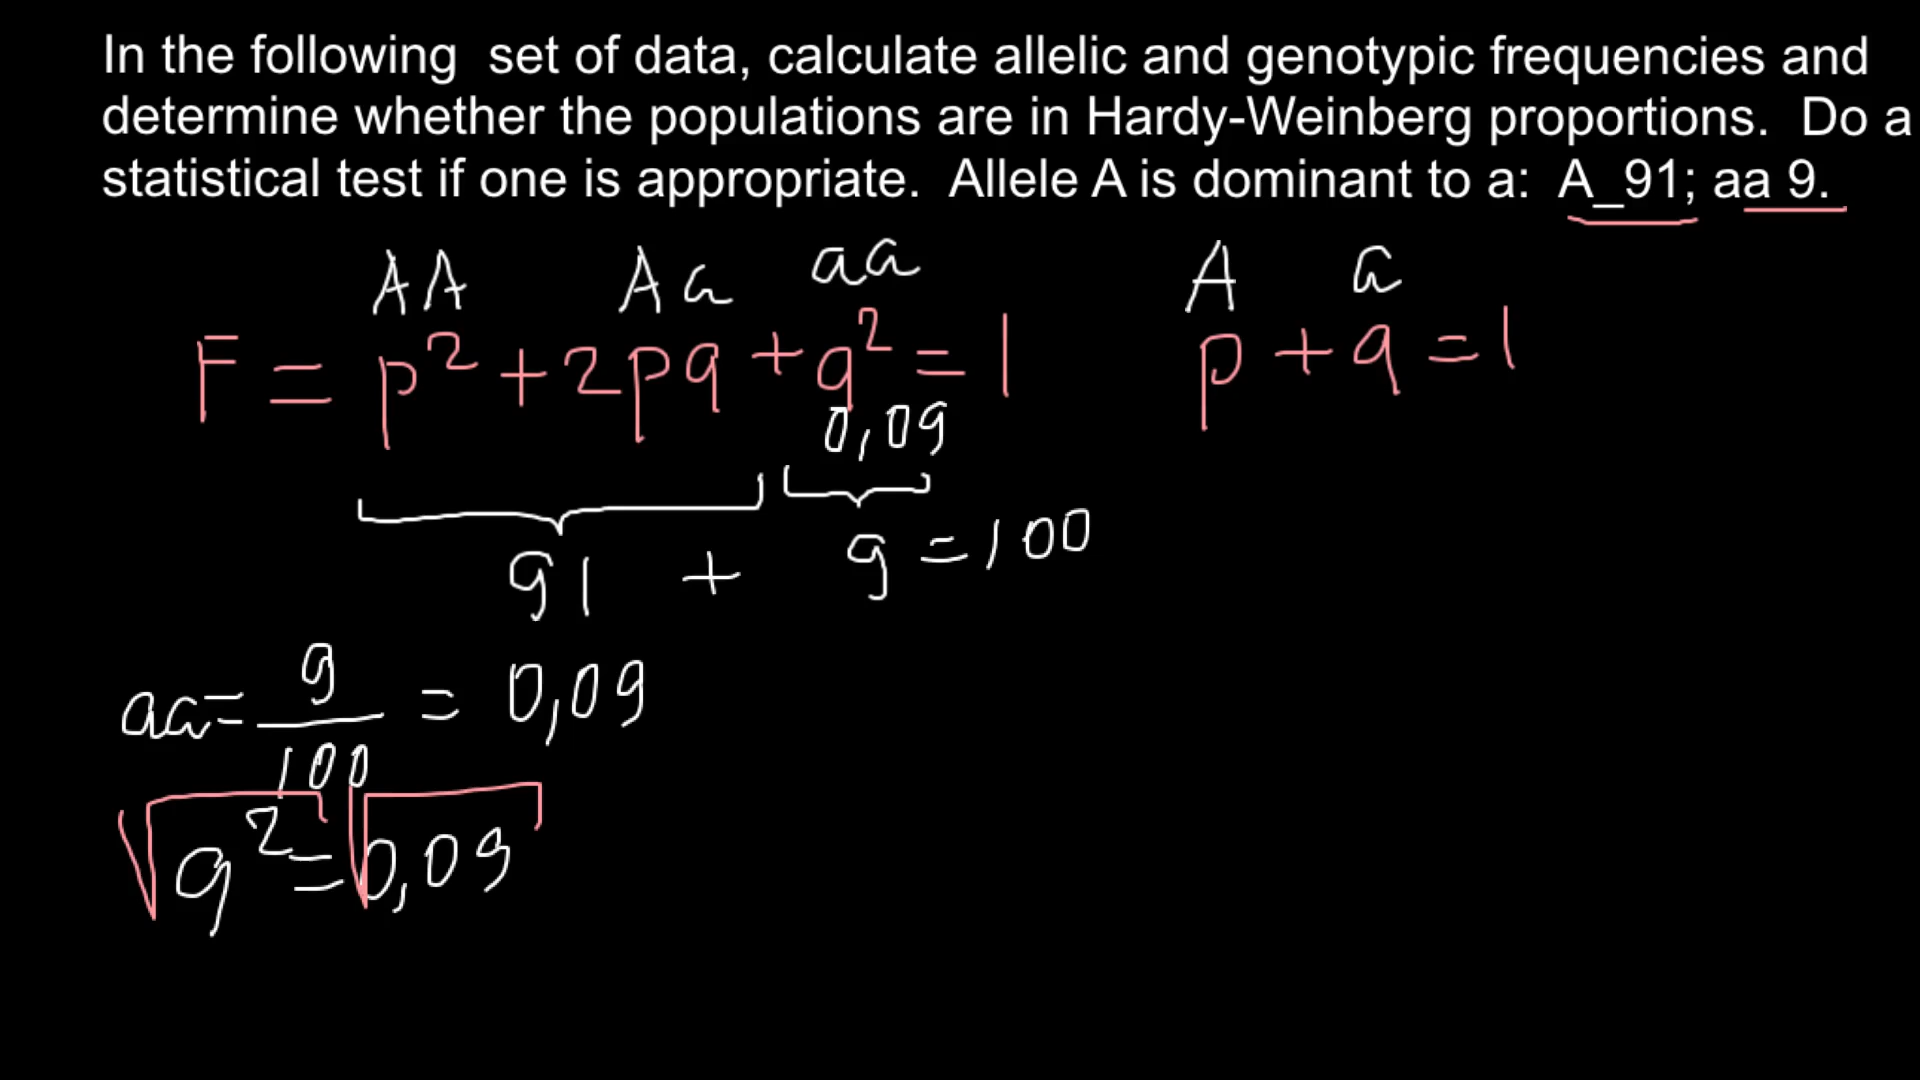 In the following set of data, calculate allelic and genotypic frequencies and
determine whether the populations are in Hardy-Weinberg proportions. Do a
statistical test if one is appropriate. Allele A is dominant to a: A_91; aa 9.
AA Aa aa A a
F = p² + 2pq + q² = 1 p + q = 1
0,09
91 + 9 = 100
aa = 9/100 = 0,09
√q² = √0,09